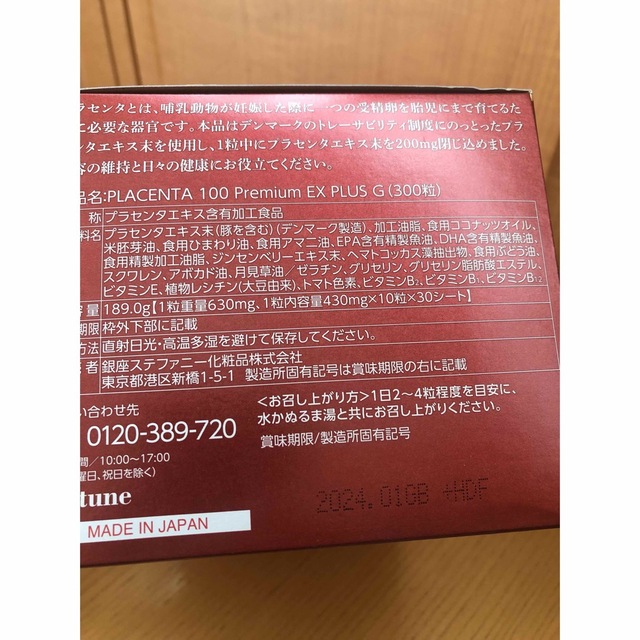 プラセンタとは、哺乳動物が妊娠した際に一つの受精卵を胎児にまで育てるた
に必要な器官です。本品はデンマークのトレーサビリティ制度にのっとったプラ
ンタエキス末を使用し、1粒中にプラセンタエキス末を200mg閉じ込めました。
容の維持と日々の健康にお役立てください。
品名:PLACENTA 100 Premium EX PLUS G (300粒)
称 プラセンタエキス含有加工食品
料名 プラセンタエキス末(豚を含む)(デンマーク製造)、加工油脂、食用ココナッツオイル、
米胚芽油、食用ひまわり油、食用アマニ油、EPA含有精製魚油、DHA含有精製魚油、
食用精製加工油脂、ジンセンベリーエキス末、ヘマトコッカス藻抽出物、食用ぶどう油、
スクワレン、アボカド油、月見草油/ゼラチン、グリセリン、グリセリン脂肪酸エステル、
ビタミンE、植物レシチン(大豆由来)、トマト色素、ビタミンB2、ビタミンB1、ビタミンB12
容量 189.0g【1粒重量630mg、1粒内容量430mg×10粒×30シート】
期限 枠外下部に記載
方法 直射日光・高温多湿を避けて保存してください。
者 銀座ステファニー化粧品株式会社
東京都港区新橋1-5-1 製造所固有記号は賞味期限の右に記載
い合わせ先
0120-389-720
間/10:00〜17:00
曜日、祝日を除く)
<お召し上がり方>1日2〜4粒程度を目安に、
水かぬるま湯と共にお召し上がりください。
賞味期限/製造所固有記号
2024.01GB +HDF
tune
MADE IN JAPAN